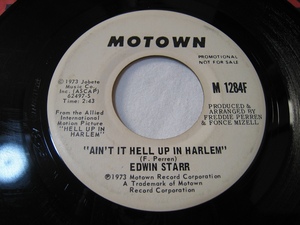 MOTOWN
©1973 Jobete
Music Co.
Inc (ASCAP)
62497-S
Time: 2:43
PROMOTIONAL
NOT FOR SALE
M 1284F
From the Allied
International
Motion Picture
"HELL UP IN
HARLEM"
PRODUCED &
ARRANGED BY
FREDDIE PERREN
& FONCE MIZELL
"AIN'T IT HELL UP IN HARLEM"
(F. Perren)
EDWIN STARR
℗1973 Motown Record Corporation
A Trademark of Motown
Record Corporation